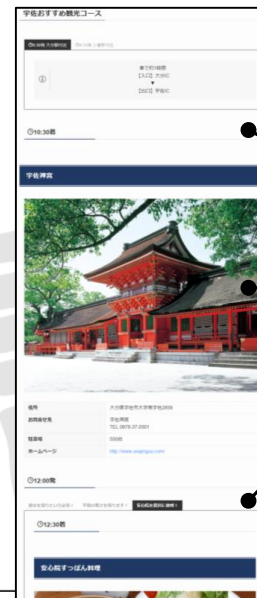 宇佐おすすめ観光コース
車で約1時間
【入口】大分IC
▼
【出口】宇佐IC
10:30着
宇佐神宮
住所
大分県宇佐市大字南宇佐2859
お問合せ先
宇佐神宮
TEL 0978-37-0001
駐車場
ホームページ
12:00発
12:30着
安心院すっぽん料理